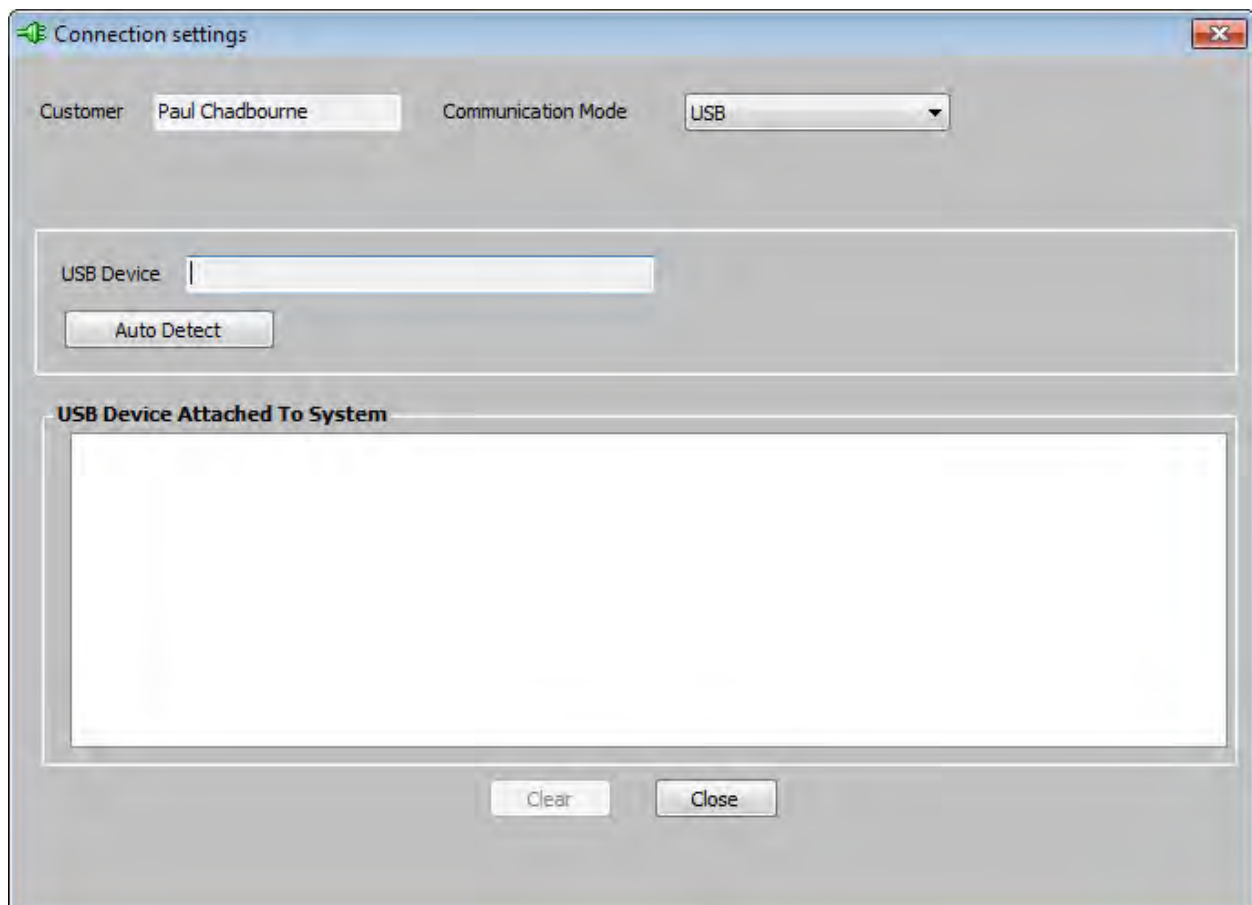 Connection settings
Customer Paul Chadbourne Communication Mode USB
USB Device
Auto Detect
USB Device Attached To System
Clear Close